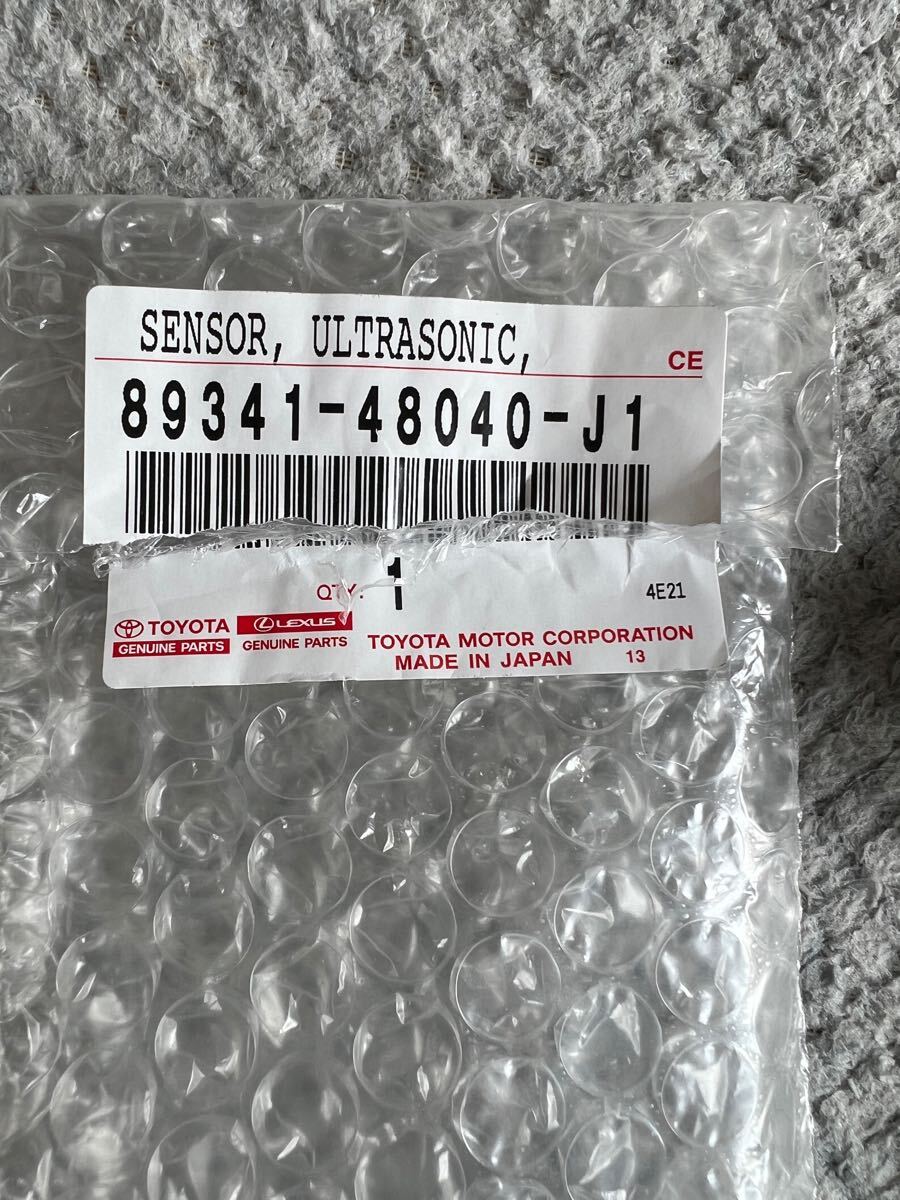 SENSOR, ULTRASONIC,
CE
89341-48040-J1
QTY. 1
4E21
TOYOTA
GENUINE PARTS
LEXUS
GENUINE PARTS
TOYOTA MOTOR CORPORATION
MADE IN JAPAN 13